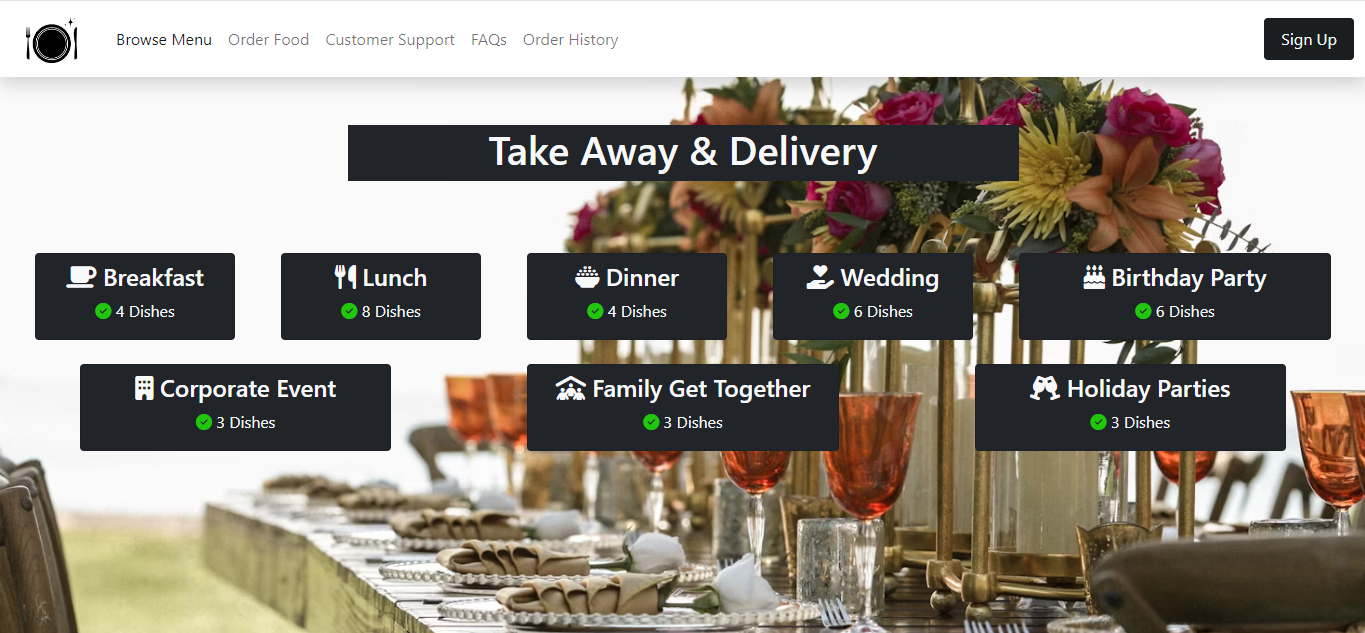 Browse Menu Order Food Customer Support FAQs Order History Sign Up
Take Away & Delivery
Breakfast
4 Dishes
Lunch
8 Dishes
Dinner
4 Dishes
Wedding
6 Dishes
Birthday Party
6 Dishes
Corporate Event
3 Dishes
Family Get Together
3 Dishes
Holiday Parties
3 Dishes